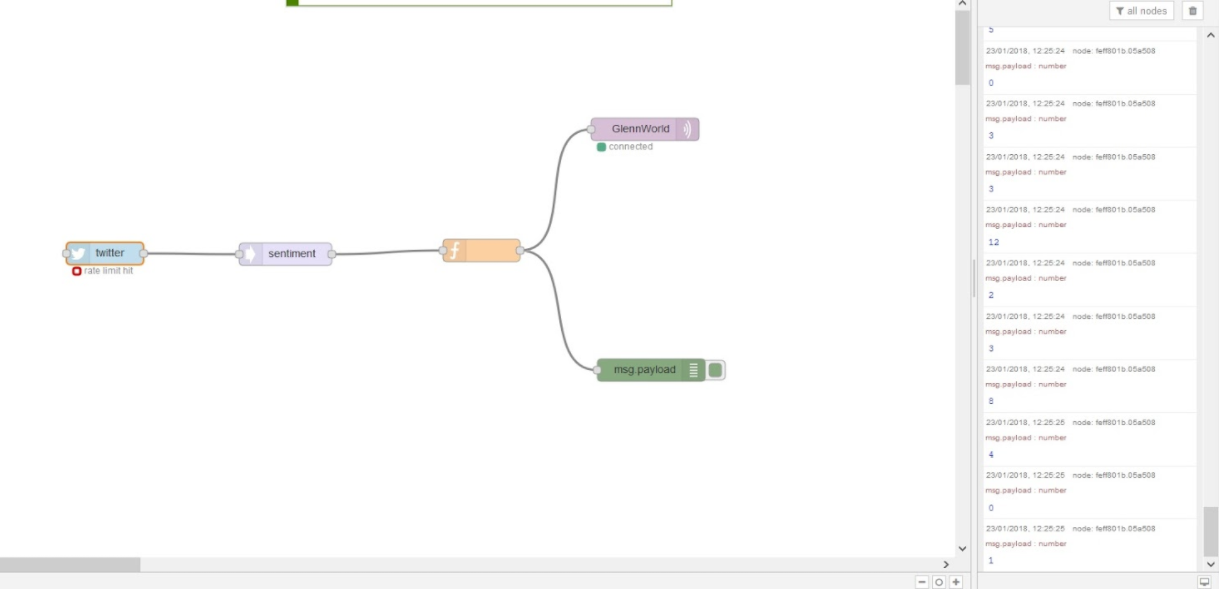 all nodes
5
23/01/2018, 12:25:24 node: feff801b.05a508
msg.payload : number
0
23/01/2018, 12:25:24 node: feff801b.05a508
msg.payload : number
3
23/01/2018, 12:25:24 node: feff801b.05a508
msg.payload : number
3
23/01/2018, 12:25:24 node: feff801b.05a508
msg.payload : number
12
23/01/2018, 12:25:24 node: feff801b.05a508
msg.payload : number
2
23/01/2018, 12:25:24 node: feff801b.05a508
msg.payload : number
3
23/01/2018, 12:25:24 node: feff801b.05a508
msg.payload : number
8
23/01/2018, 12:25:25 node: feff801b.05a508
msg.payload : number
4
23/01/2018, 12:25:25 node: feff801b.05a508
msg.payload : number
0
23/01/2018, 12:25:25 node: feff801b.05a508
msg.payload : number
1
GlennWorld
connected
twitter
rate limit hit
sentiment
f
msg.payload